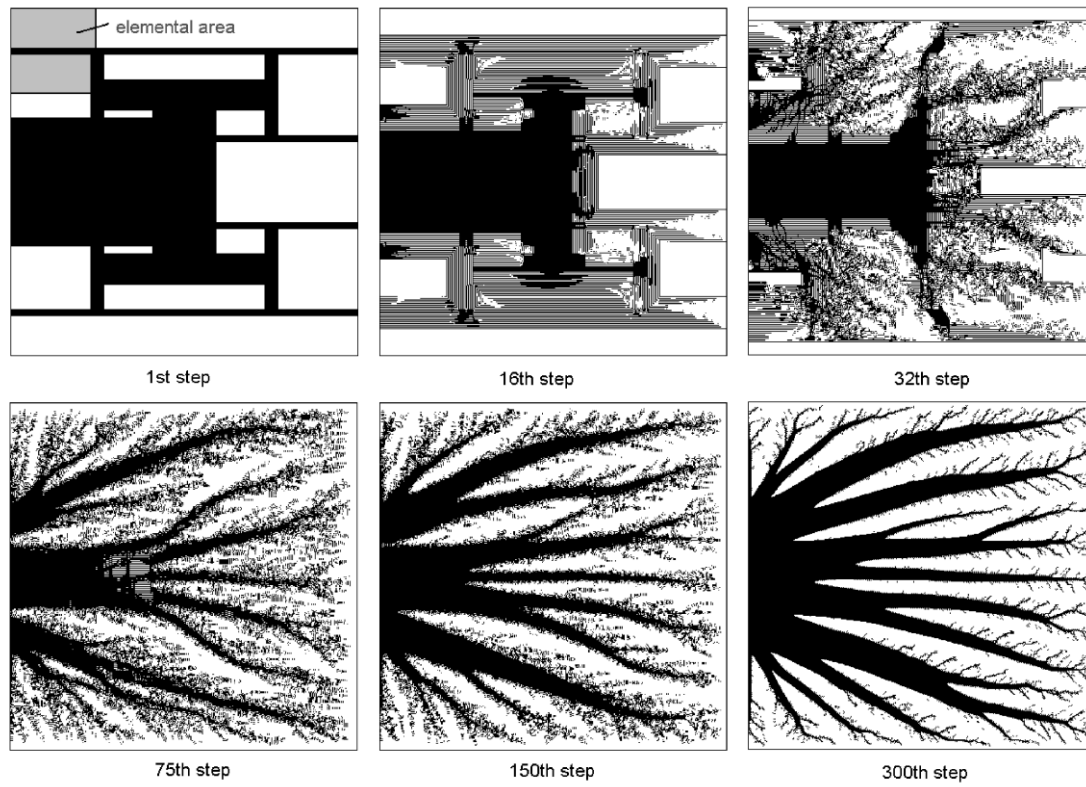 elemental area
1st step
16th step
32th step
75th step
150th step
300th step